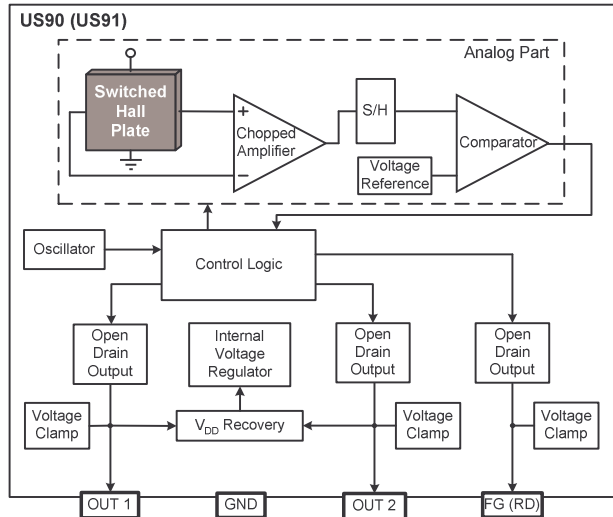 US90 (US91)
Analog Part
Switched
Hall
Plate
+
Chopped
Amplifier
−
S/H
Comparator
Voltage
Reference
Oscillator
Control Logic
Open
Drain
Output
Internal
Voltage
Regulator
Open
Drain
Output
Open
Drain
Output
Voltage
Clamp
VDD Recovery
Voltage
Clamp
Voltage
Clamp
OUT 1
GND
OUT 2
FG (RD)